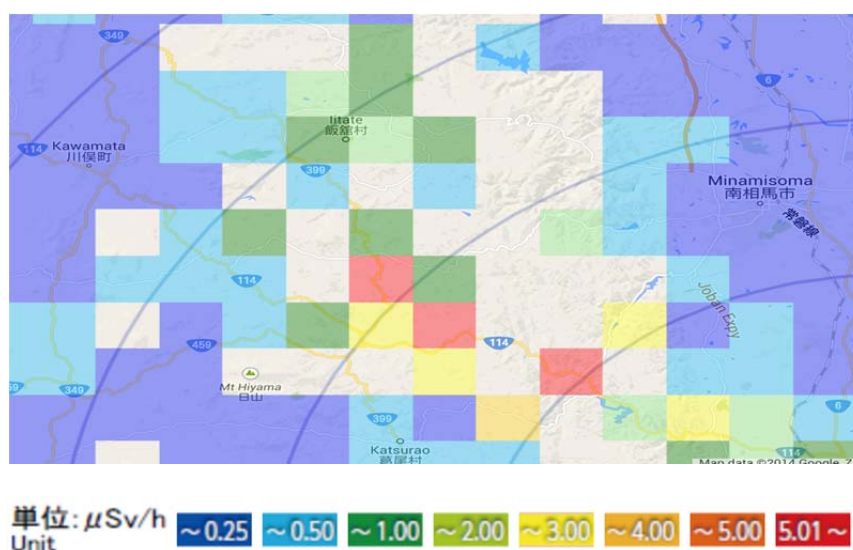 349
6
Iitate
飯舘村
114
Kawamata
川俣町
399
Minamisoma
南相馬市
常磐線
114
Joban Expy
459
114
Mt Hiyama
日山
59
349
399
6
Katsurao
葛尾村
114
Map data ©2014 Google, Z
単位: μSv/h
Unit
~0.25 ~0.50 ~1.00 ~2.00 ~3.00 ~4.00 ~5.00 5.01~